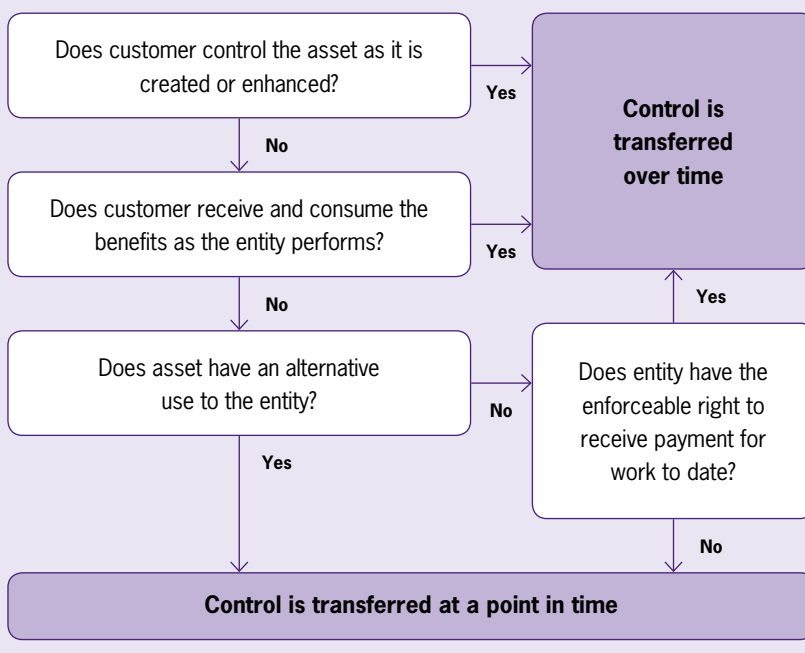 Does customer control the asset as it is
created or enhanced?
Yes
Control is
transferred
over time
No
Does customer receive and consume the
benefits as the entity performs?
Yes
No
Yes
Does asset have an alternative
use to the entity?
No
Does entity have the
enforceable right to
receive payment for
work to date?
Yes
No
Control is transferred at a point in time